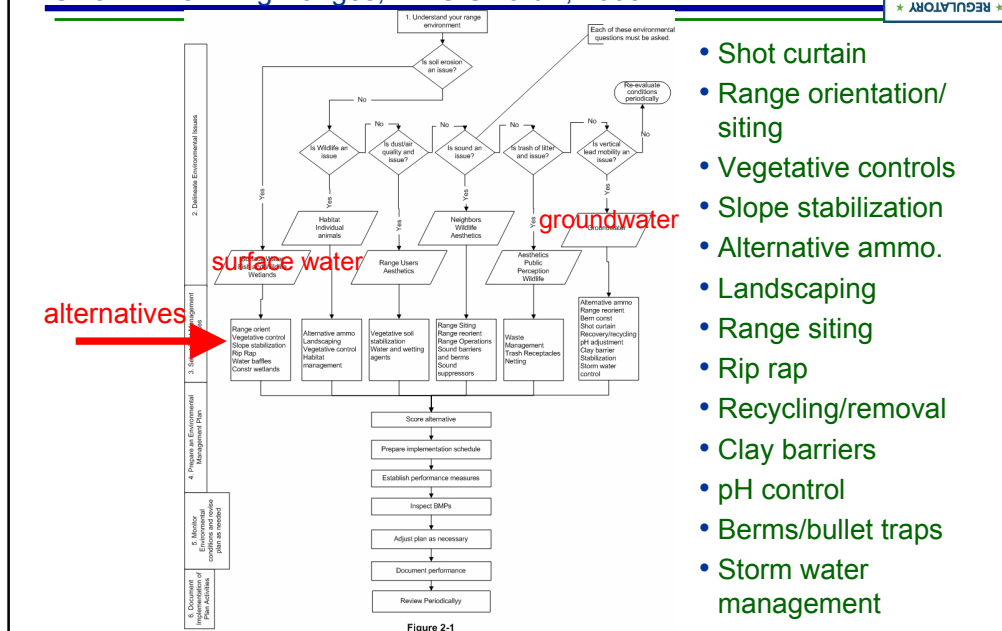 REGULATORY
1. Understand your range
environment
Each of these environmental
questions must be asked.
Is soil erosion
an issue?
Re-evaluate
conditions
periodically
No
No
No
No
No
No
Is Wildlife an
issue
Is dust/air
quality and
issue?
Is sound an
issue?
Is trash of litter
and issue?
Is vertical
lead mobility an
issue?
Yes
Yes
Yes
Yes
Yes
Yes
2. Delineate Environmental Issues
Habitat
Individual
animals
Neighbors
Wildlife
Aesthetics
groundwater
Groundwater
surface water
Wetlands
Range Users
Aesthetics
Aesthetics
Public
Perception
Wildlife
alternatives
Management
Range orient
Vegetative control
Slope stabilization
Rip Rap
Water baffles
Constr wetlands
Alternative ammo
Landscaping
Vegetative control
Habitat
management
Vegetative soil
stabilization
Water and wetting
agents
Range Siting
Range reorient
Range Operations
Sound barriers
and berms
Sound
suppressors
Waste
Management
Trash Receptacles
Netting
Alternative ammo
Range reorient
Bern const
Shot curtain
Recovery/recycling
pH adjustment
Clay barrier
Stabilization
Storm water
control
4. Prepare an Environmental
Management Plan
Score alternative
Prepare implementation schedule
Establish performance measures
5. Monitor
Environmental
conditions and revise
plan as needed
Inspect BMPs
Adjust plan as necessary
6. Document
Implementation of
Plan Activities
Document performance
Review Periodicallyy
Figure 2-1
• Shot curtain
• Range orientation/
siting
• Vegetative controls
• Slope stabilization
• Alternative ammo.
• Landscaping
• Range siting
• Rip rap
• Recycling/removal
• Clay barriers
• pH control
• Berms/bullet traps
• Storm water
management